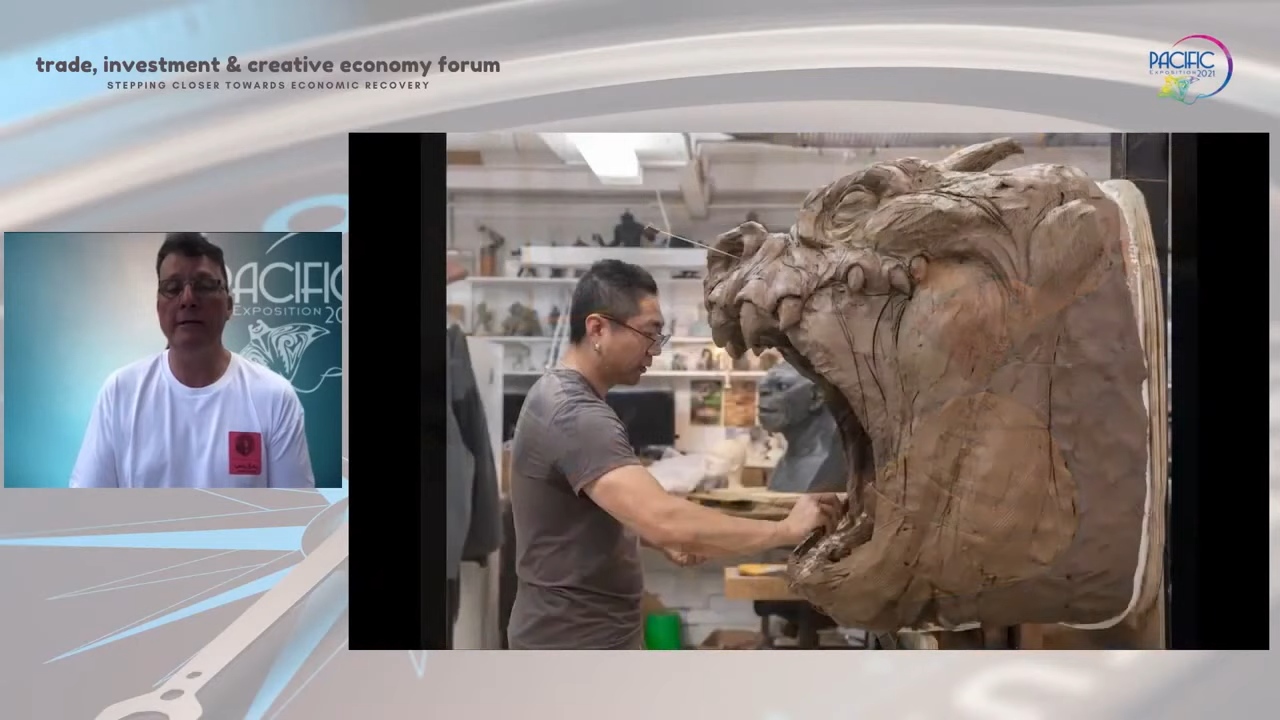 trade, investment & creative economy forum
STEPPING CLOSER TOWARDS ECONOMIC RECOVERY
PACIFIC
EXPOSITION 2021
PACIFIC
EXPOSITION 20